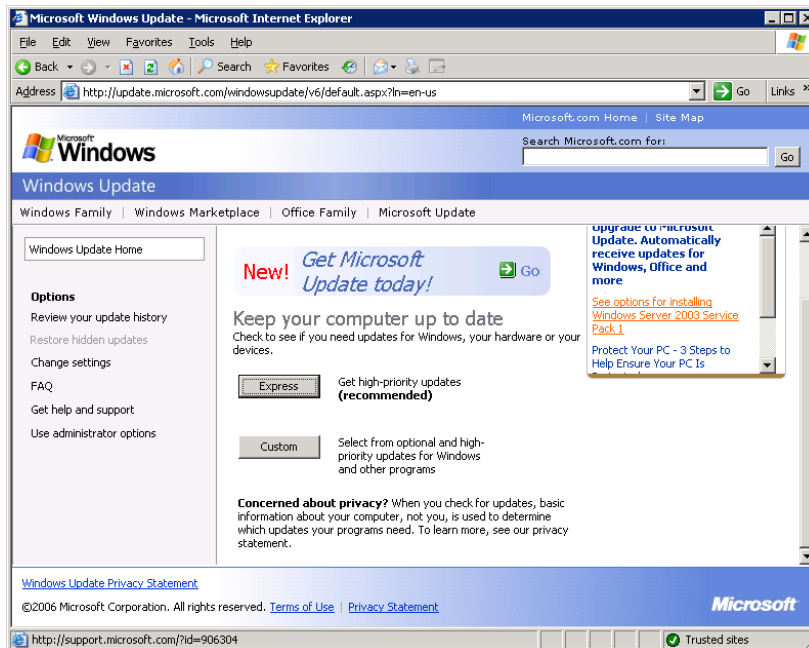 Microsoft Windows Update - Microsoft Internet Explorer
File Edit View Favorites Tools Help
Back Search Favorites
Address http://update.microsoft.com/windowsupdate/v6/default.aspx?ln=en-us Go Links »
Microsoft.com Home | Site Map
Microsoft
Windows
Search Microsoft.com for:
Go
Windows Update
Windows Family | Windows Marketplace | Office Family | Microsoft Update
Windows Update Home
Options
Review your update history
Restore hidden updates
Change settings
FAQ
Get help and support
Use administrator options
New! Get Microsoft
Update today!
Go
Keep your computer up to date
Check to see if you need updates for Windows, your hardware or your
devices.
Express
Get high-priority updates
(recommended)
Custom
Select from optional and high-
priority updates for Windows
and other programs
Concerned about privacy? When you check for updates, basic
information about your computer, not you, is used to determine
which updates your programs need. To learn more, see our privacy
statement.
Upgrade to Microsoft
Update. Automatically
receive updates for
Windows, Office and
more
See options for installing
Windows Server 2003 Service
Pack 1
Protect Your PC - 3 Steps to
Help Ensure Your PC Is
Windows Update Privacy Statement
©2006 Microsoft Corporation. All rights reserved. Terms of Use | Privacy Statement
Microsoft
http://support.microsoft.com/?id=906304
Trusted sites